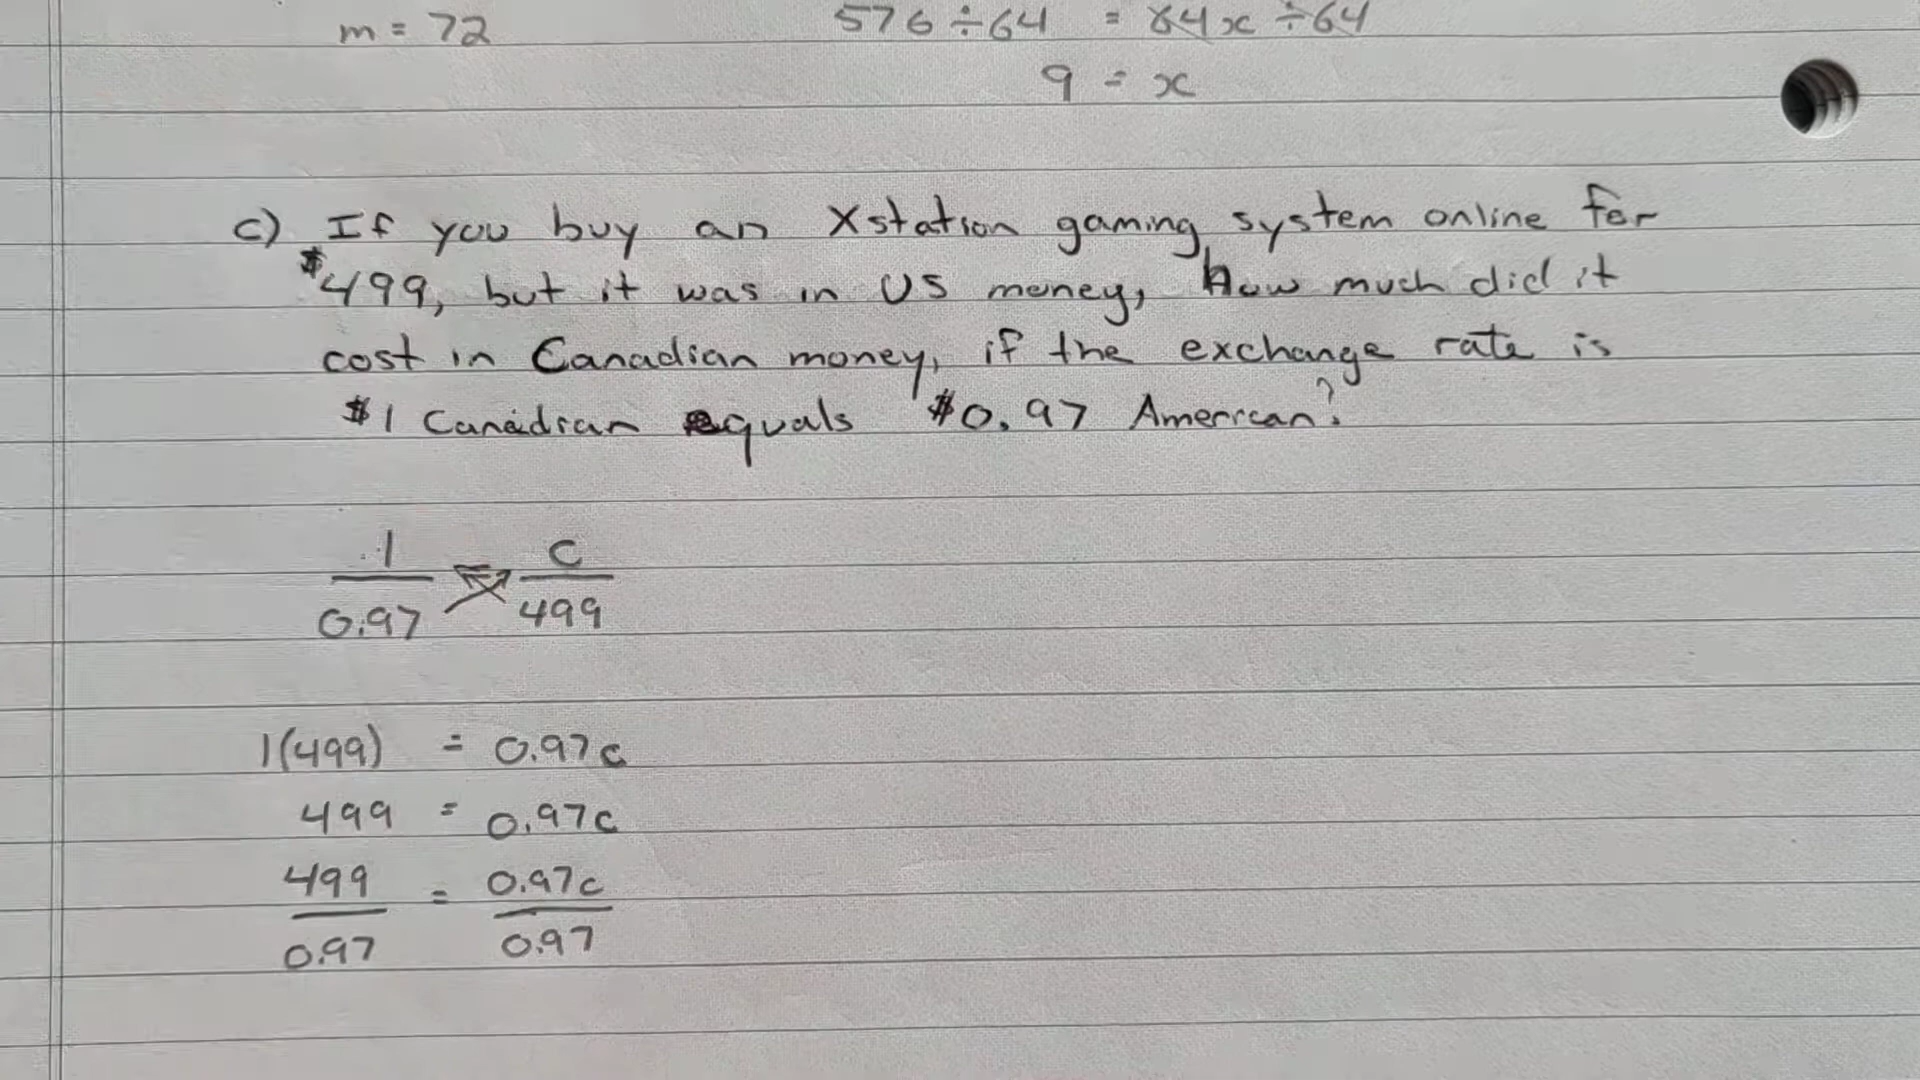 m = 72
576 ÷ 64 = 64x ÷ 64
9 = x
c) If you buy an Xstation gaming system online for
$499, but it was in US money, How much did it
cost in Canadian money, if the exchange rate is
$1 Canadian equals $0.97 American?
1 C
0.97 499
1(499) = 0.97c
499 = 0.97c
499 = 0.97c
0.97 0.97